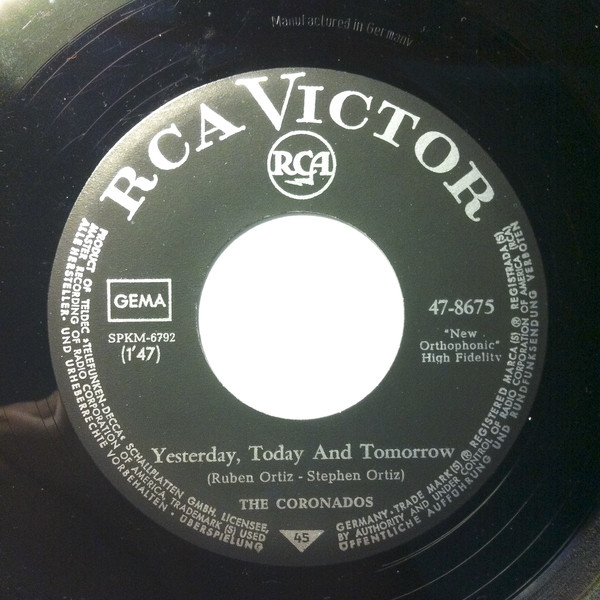 Manufactured in Germany
RCA VICTOR
RCA
GEMA
SPKM-6792
(1'47)
47-8675
"New
Orthophonic"
High Fidelity
Yesterday, Today And Tomorrow
(Ruben Ortiz - Stephen Ortiz)
THE CORONADOS
45
PRODUCT OF TELDEC »TELEFUNKEN-DECCA« SCHALLPLATTEN GMBH, LICENSEE,
MASTER RECORDING OF RADIO CORPORATION OF AMERICA, TRADEMARK (S) USED
ALLE HERSTELLER- UND URHEBERRECHTE VORBEHALTEN · ÜBERSPIELUNG
GERMANY · TRADE MARK(S) ® REGISTERED · MARCA(S) ® REGISTRADA(S)
BY AUTHORITY AND UNDER CONTROL OF RADIO CORPORATION OF AMERICA (RCA)
ÖFFENTLICHE AUFFÜHRUNG UND RUNDFUNKSENDUNG VERBOTEN